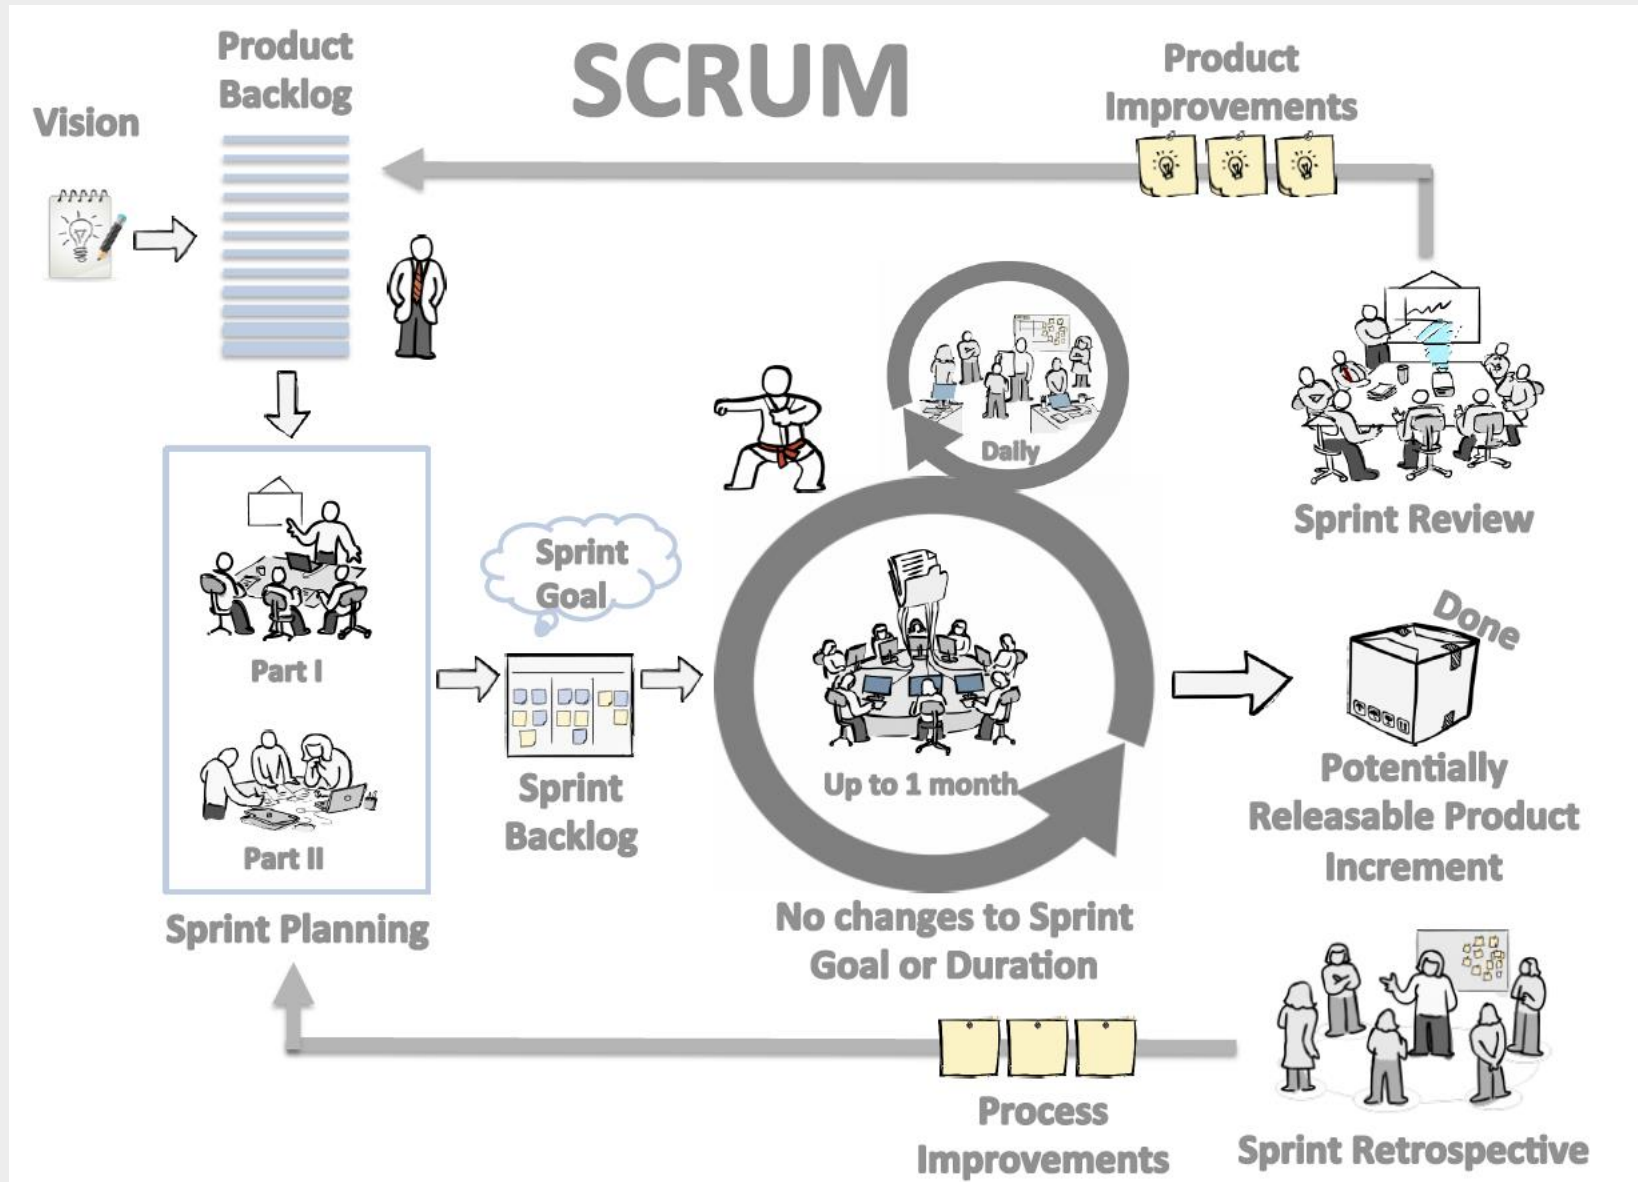 SCRUM
Vision
Product
Backlog
Product
Improvements
Daily
Sprint Review
Part I
Part II
Sprint Planning
Sprint
Goal
Sprint
Backlog
Up to 1 month
No changes to Sprint
Goal or Duration
Done
Potentially
Releasable Product
Increment
Process
Improvements
Sprint Retrospective